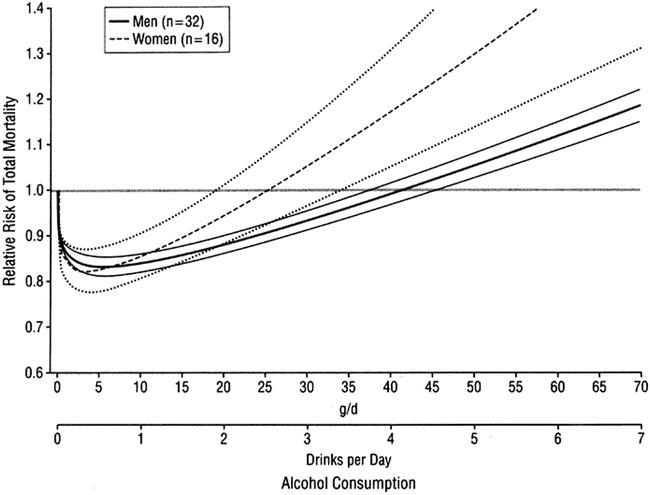 Men (n=32)
Women (n=16)
Relative Risk of Total Mortality
1.4
1.3
1.2
1.1
1.0
0.9
0.8
0.7
0.6
0 5 10 15 20 25 30 35 40 45 50 55 60 65 70
g/d
0 1 2 3 4 5 6 7
Drinks per Day
Alcohol Consumption